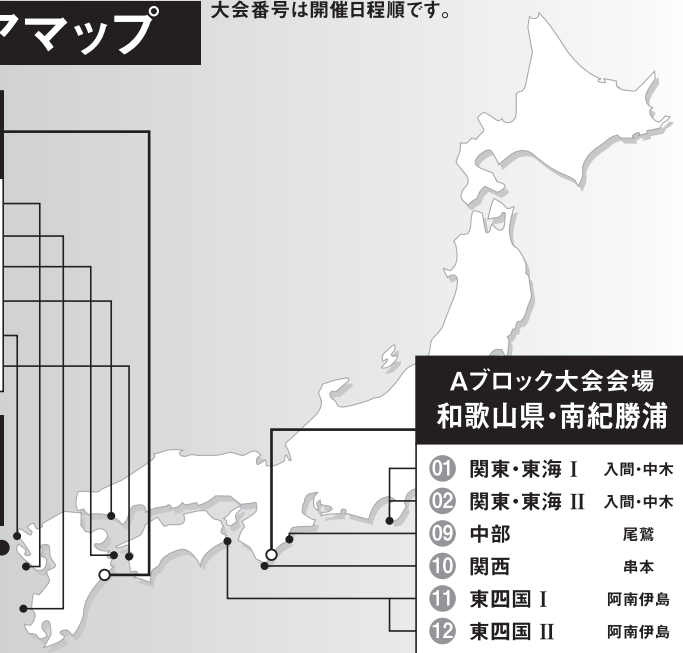 アマップ
大会番号は開催日程順です。
Aブロック大会会場
和歌山県・南紀勝浦
01 関東・東海 I 入間・中木
02 関東・東海 II 入間・中木
09 中部 尾鷲
10 関西 串本
11 東四国 I 阿南伊島
12 東四国 II 阿南伊島